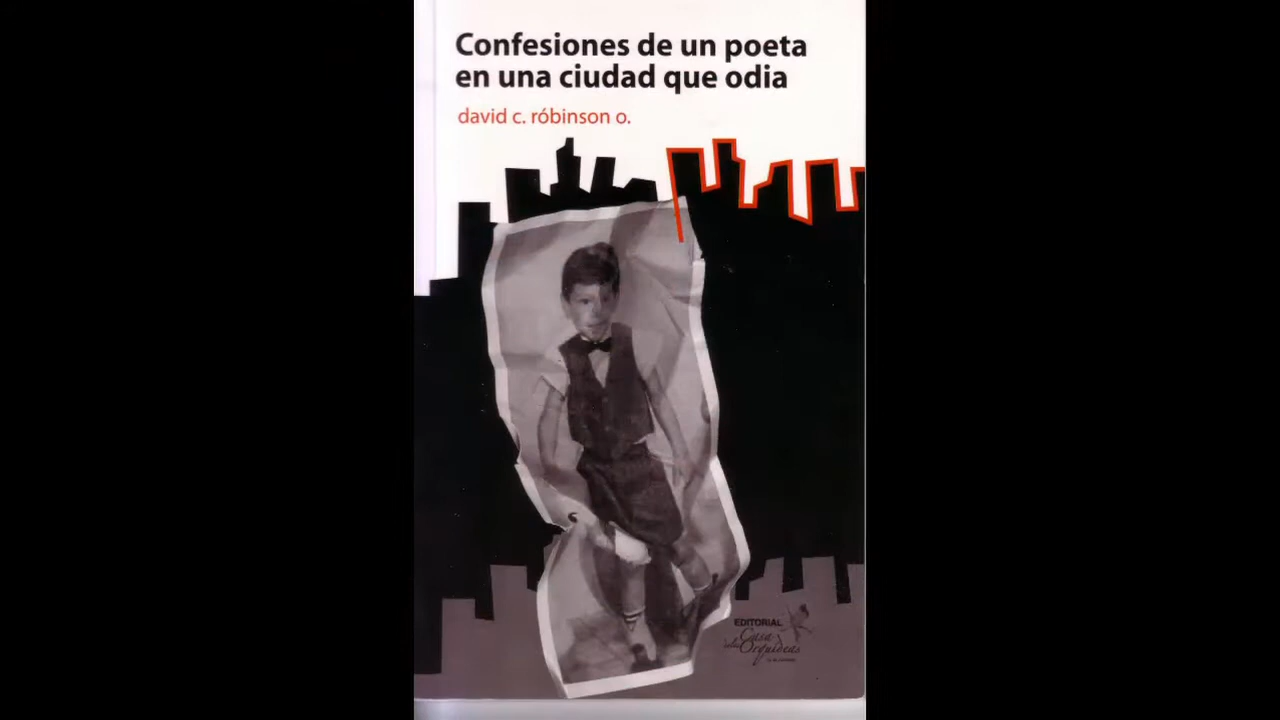 Confesiones de un poeta
en una ciudad que odia
david c. róbinson o.
EDITORIAL
Casa
de las
Orquídeas